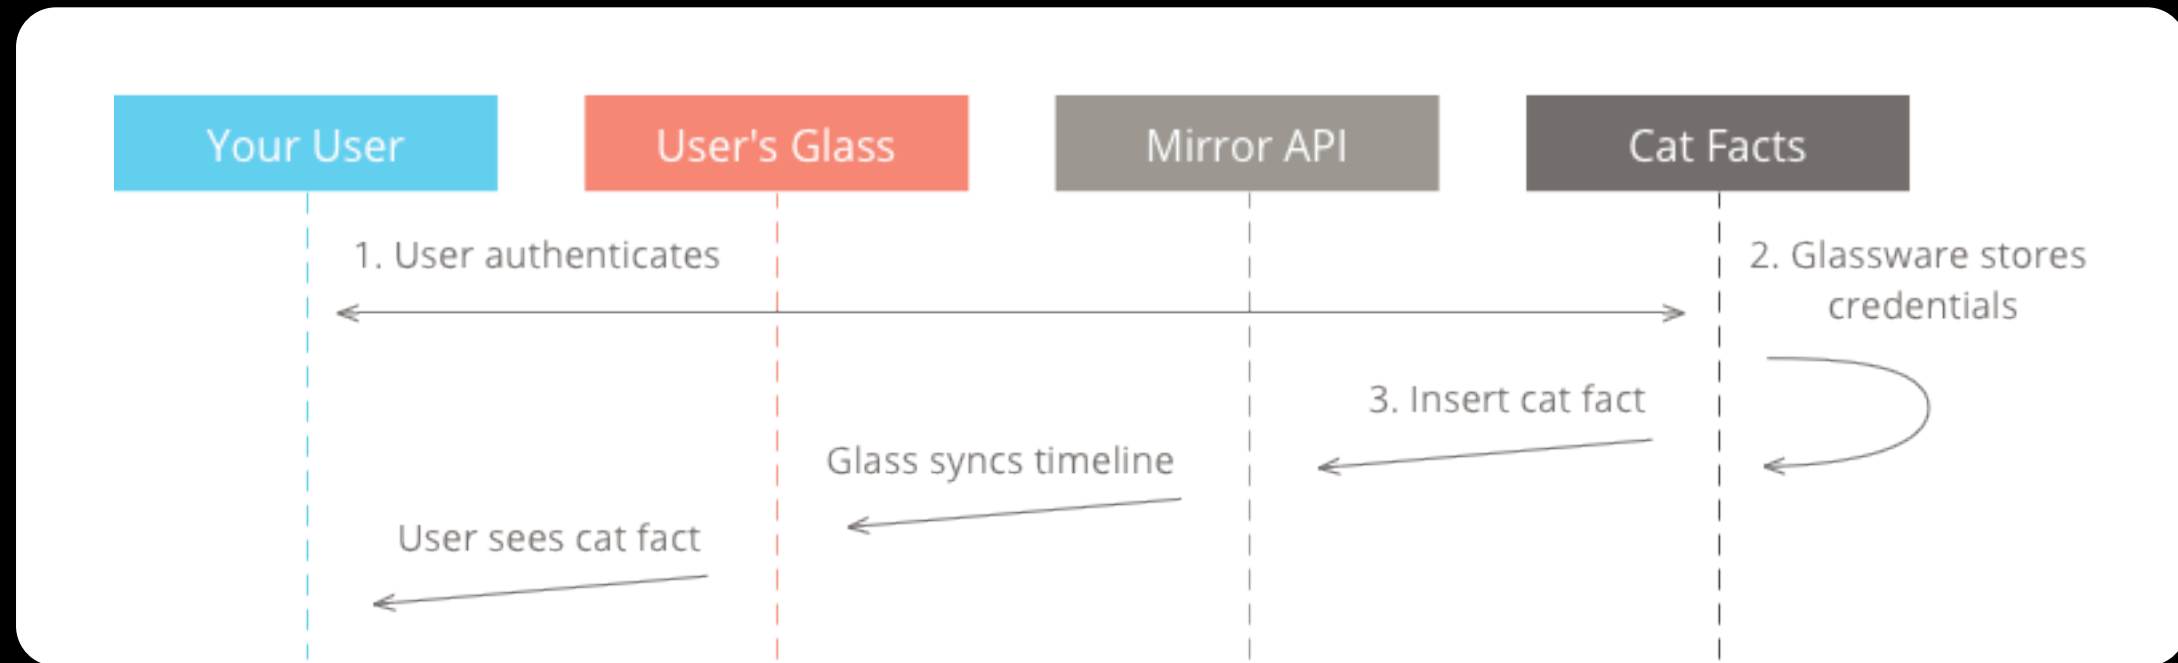 Your User
User's Glass
Mirror API
Cat Facts
1. User authenticates
2. Glassware stores
credentials
3. Insert cat fact
Glass syncs timeline
User sees cat fact